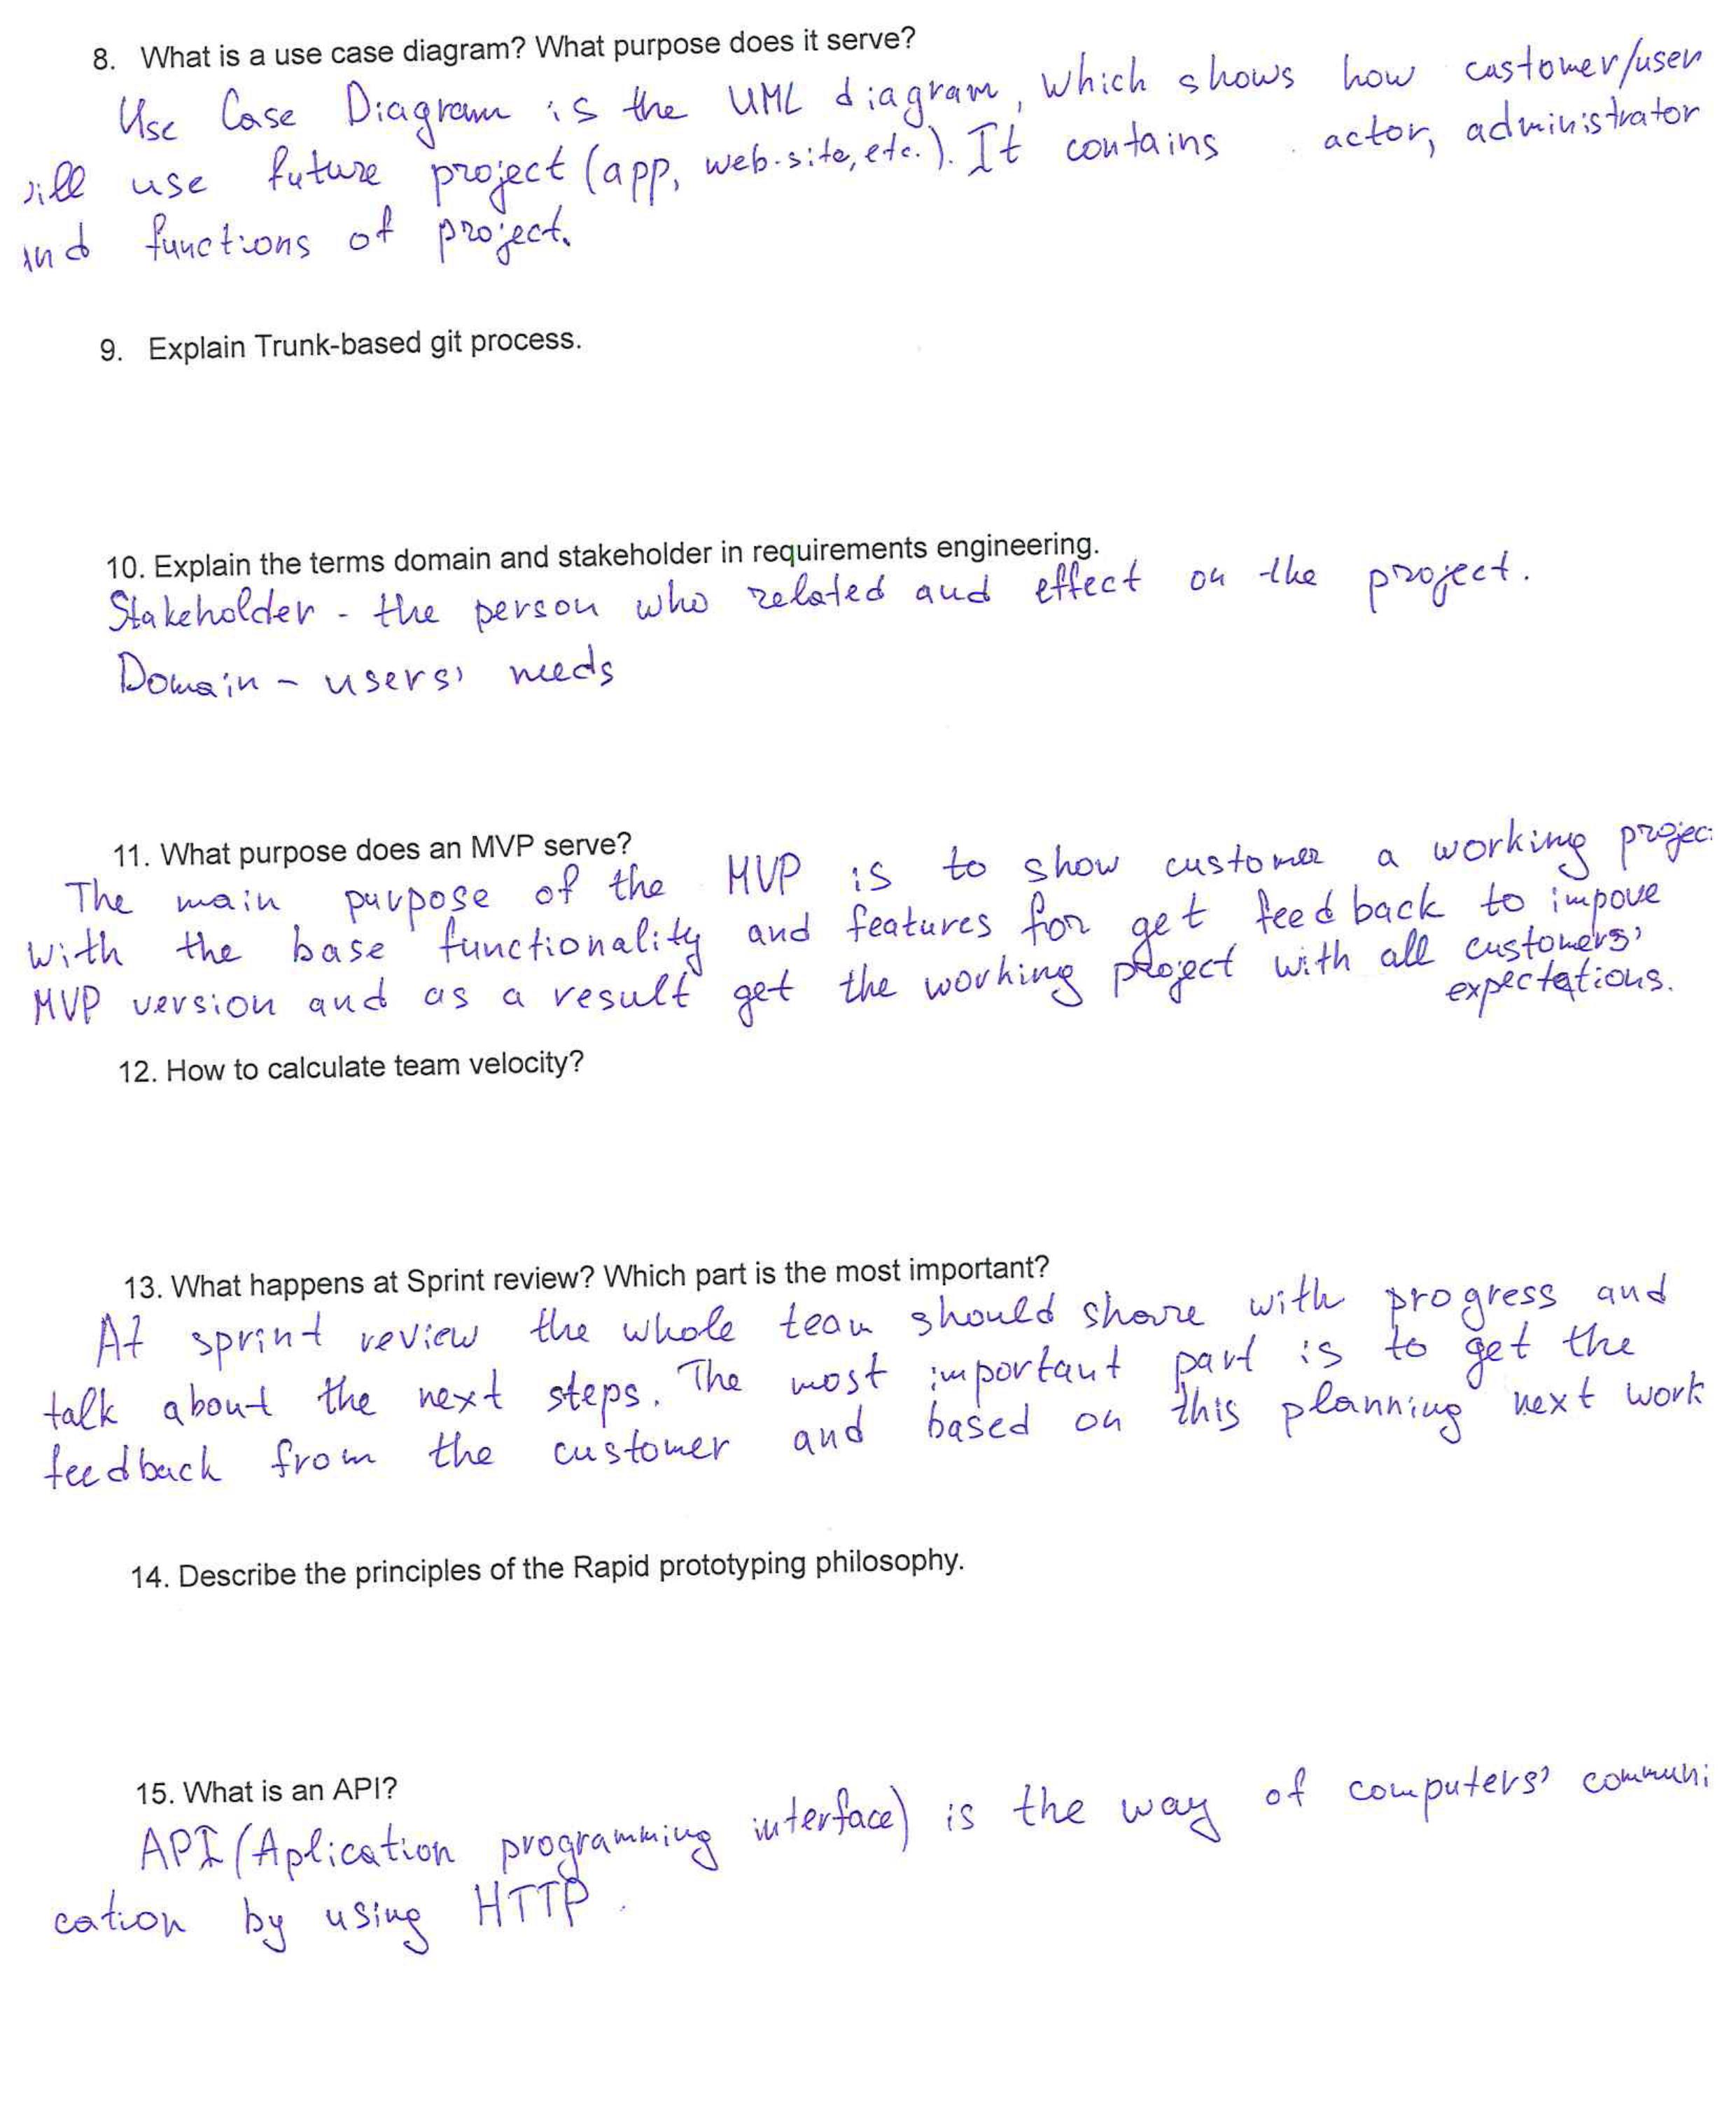 8. What is a use case diagram? What purpose does it serve?
Use Case Diagram is the UML diagram, which shows how castomer/user
will use future project (app, web-site, etc.). It contains actor, administrator
and functions of project.
9. Explain Trunk-based git process.
10. Explain the terms domain and stakeholder in requirements engineering.
Stakeholder - the person who related and effect on the project.
Domain - users' needs
11. What purpose does an MVP serve?
The main purpose of the MVP is to show customer a working projec
with the base functionality and features for get feedback to impove
MVP version and as a result get the working project with all customers'
expectations.
12. How to calculate team velocity?
13. What happens at Sprint review? Which part is the most important?
At sprint review the whole team should share with progress and
talk about the next steps. The most important part is to get the
feedback from the customer and based on this planning next work
14. Describe the principles of the Rapid prototyping philosophy.
15. What is an API?
API (Aplication programming interface) is the way of computers' communi
cation by using HTTP.